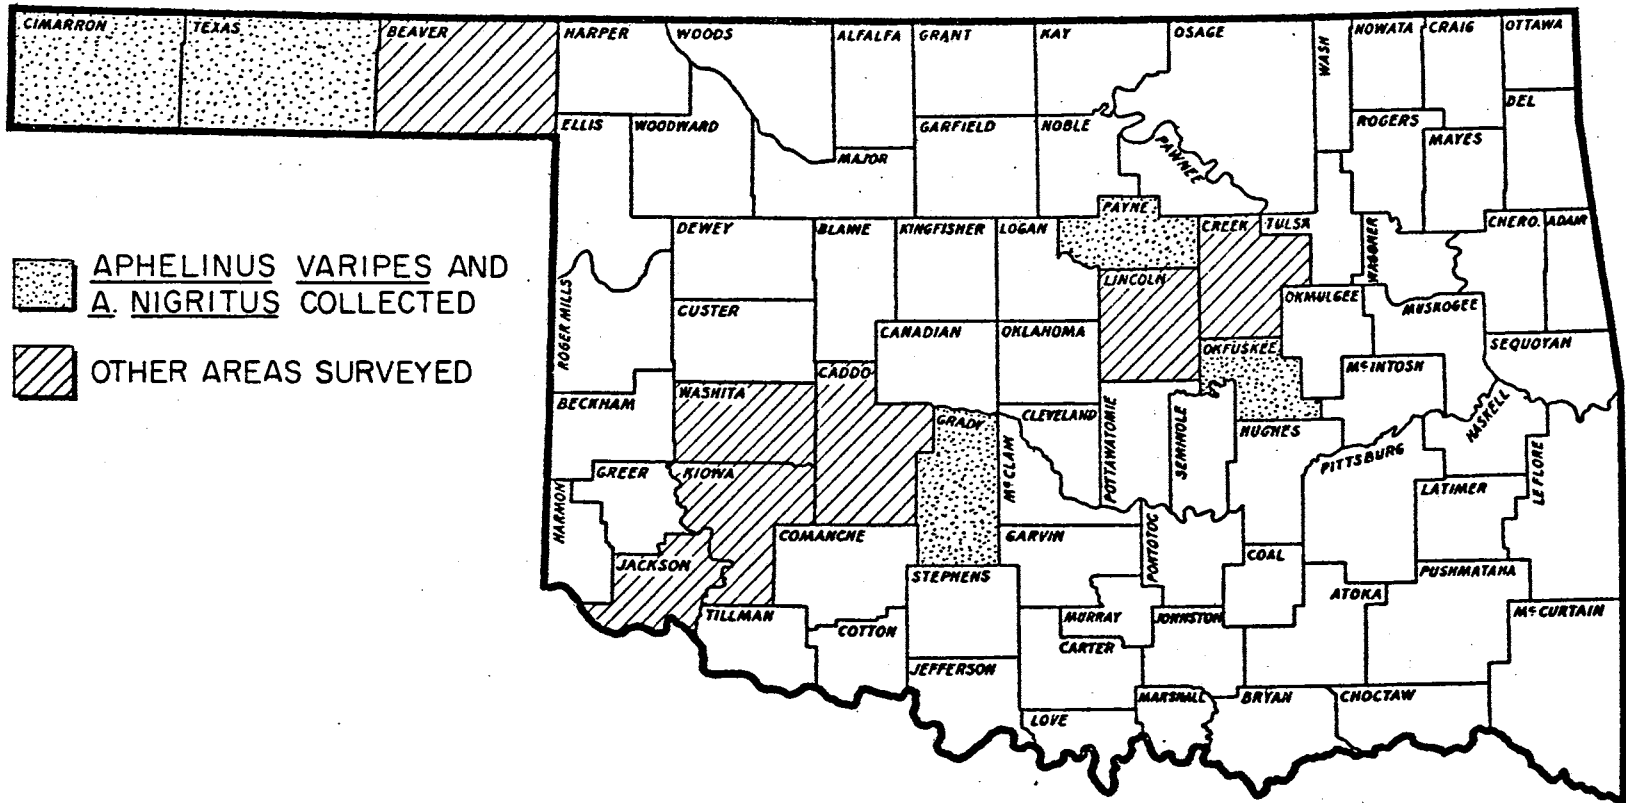 CIMARRON
TEXAS
BEAVER
HARPER
WOODS
ALFALFA
GRANT
KAY
OSAGE
WASH
NOWATA
CRAIG
OTTAWA
DEL
ELLIS
WOODWARD
MAJOR
GARFIELD
NOBLE
PAWNEE
ROGERS
MAYES
PAYNE
CREEK
TULSA
WAGNER
CHERO.
ADAIR
DEWEY
BLAINE
KINGFISHER
LOGAN
LINCOLN
APHELINUS VARIPES AND
A. NIGRITUS COLLECTED
OTHER AREAS SURVEYED
ROGER MILLS
CUSTER
CANADIAN
OKLAHOMA
OKMULGEE
MUSKOGEE
OKFUSKEE
McINTOSH
SEQUOYAH
BECKHAM
WASHITA
CADDO
GRADY
CLEVELAND
McCLAIN
POTTAWATOMIE
SEMINOLE
HUGHES
PITTSBURG
HASKELL
LE FLORE
LATIMER
HARMON
GREER
KIOWA
JACKSON
COMANCHE
STEPHENS
GARVIN
PONTOTOC
COAL
ATOKA
PUSHMATAHA
McCURTAIN
TILLMAN
COTTON
JEFFERSON
MURRAY
CARTER
JOHNSTON
MARSHALL
LOVE
BRYAN
CHOCTAW